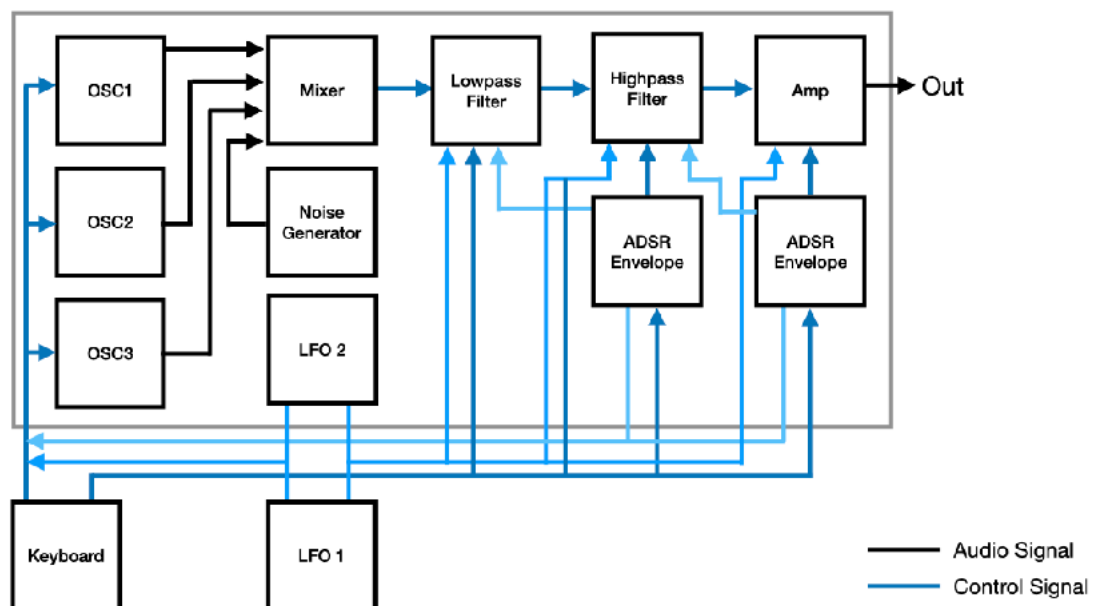 OSC1
Mixer
Lowpass
Filter
Highpass
Filter
Amp
Out
OSC2
Noise
Generator
ADSR
Envelope
ADSR
Envelope
OSC3
LFO 2
Keyboard
LFO 1
Audio Signal
Control Signal